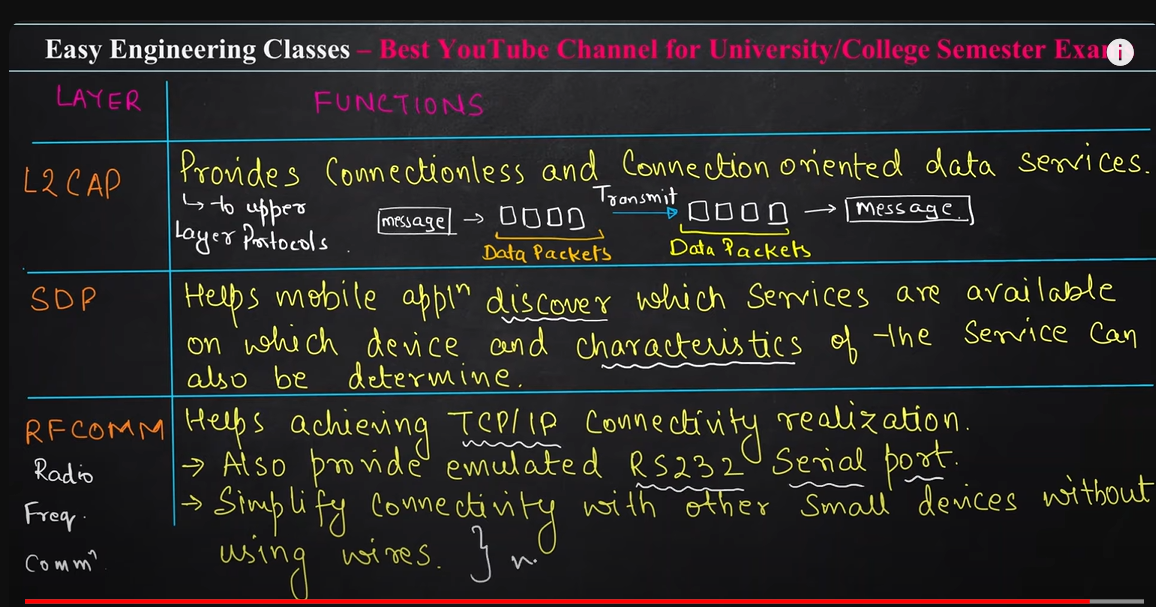 Easy Engineering Classes – Best YouTube Channel for University/College Semester Exa
LAYER FUNCTIONS
L2CAP Provides Connectionless and Connection oriented data services.
↳ to upper Layer Protocols
message → Transmit → message
Data Packets Data Packets
SDP Helps mobile appln discover which services are available
on which device and characteristics of the service can
also be determine.
RFCOMM Helps achieving TCP/IP Connectivity realization.
Radio → Also provide emulated RS232 Serial port.
Freq. → Simplify Connectivity with other small devices without
Commn using wires. }